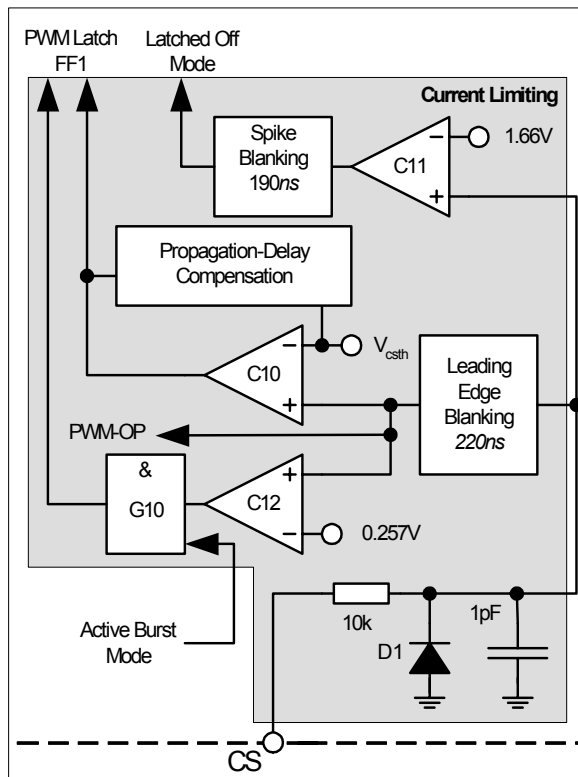 PWM Latch
FF1
Latched Off
Mode
Current Limiting
Spike
Blanking
190ns
C11
1.66V
Propagation-Delay
Compensation
Vcsth
C10
Leading
Edge
Blanking
220ns
PWM-OP
&
G10
C12
0.257V
Active Burst
Mode
10k
D1
1pF
CS